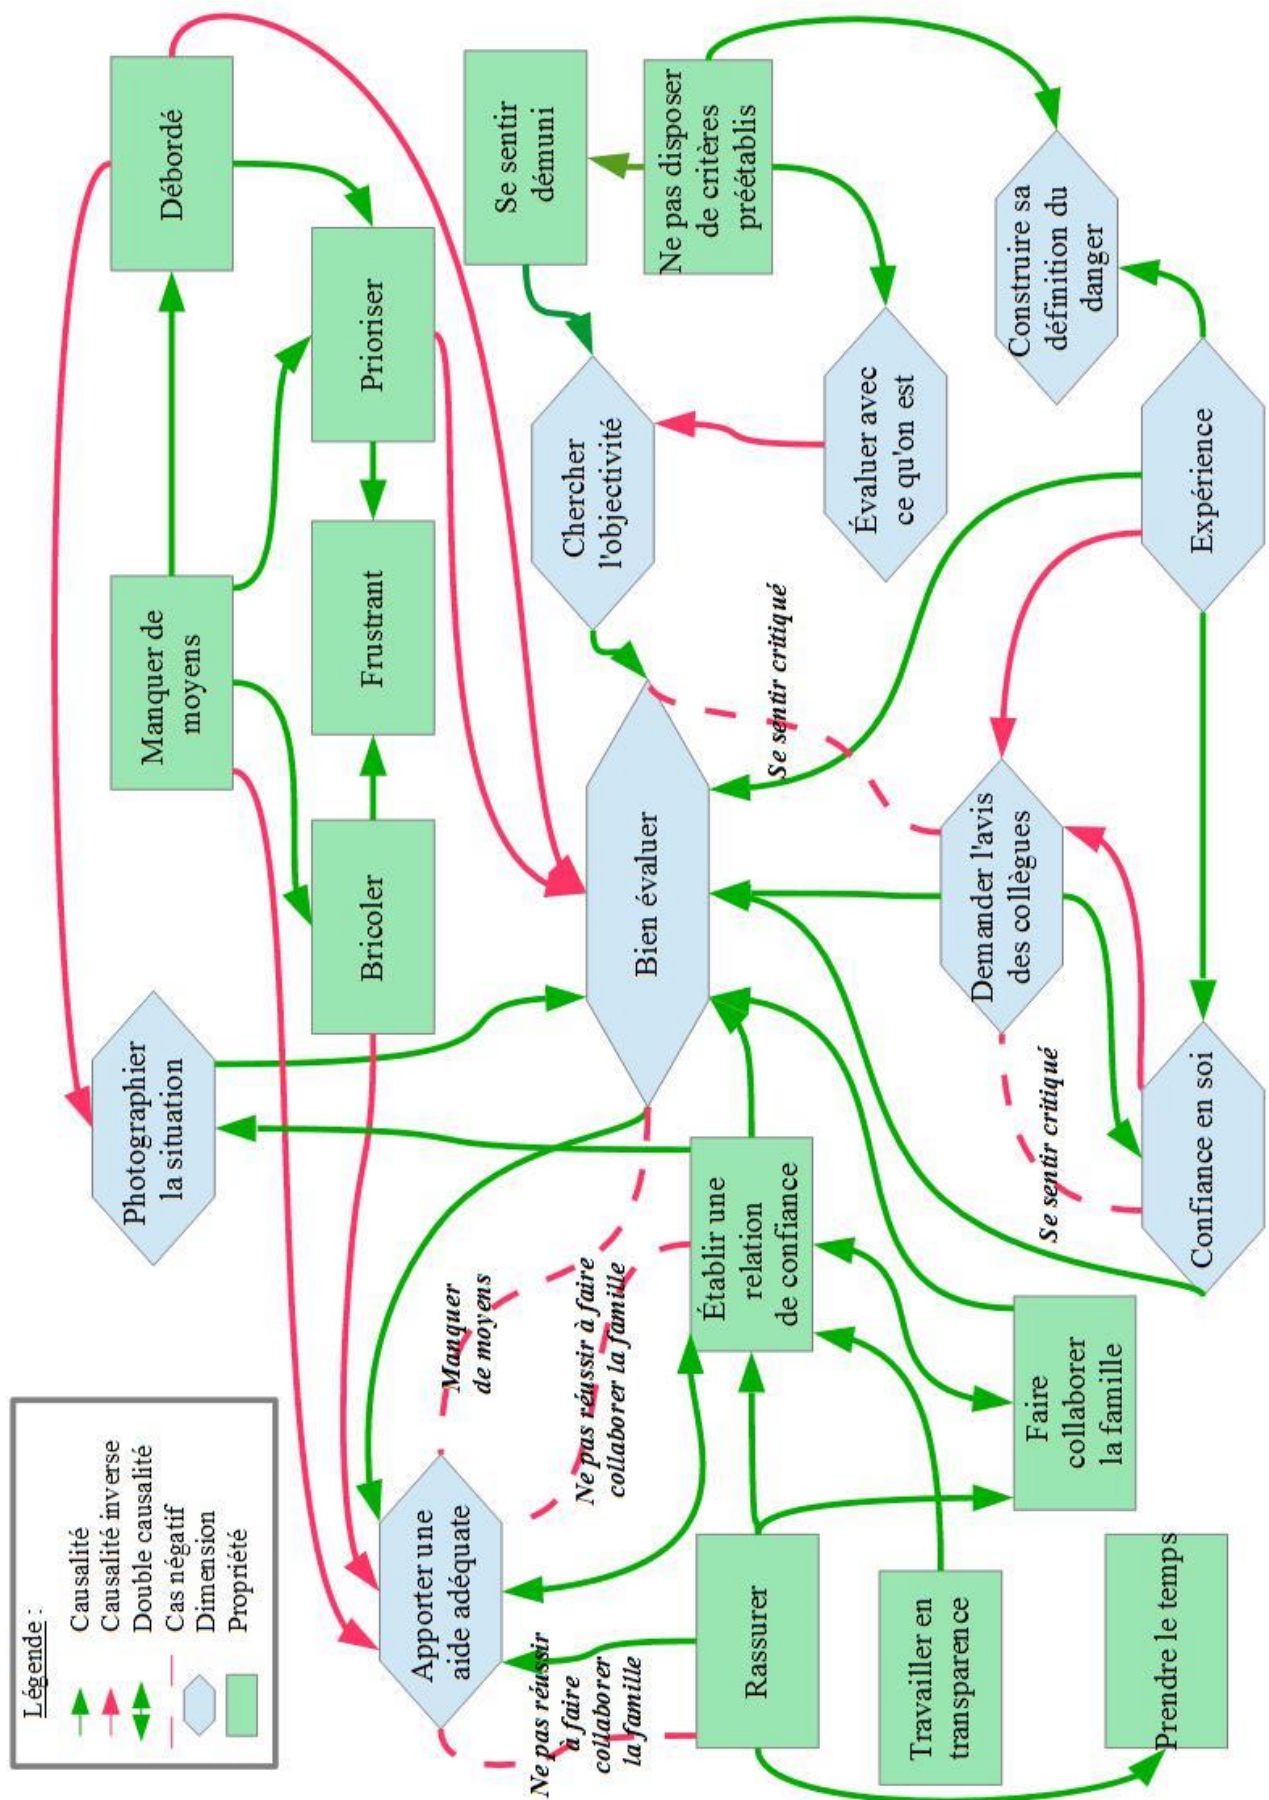 Légende :
Causalité
Causalité inverse
Double causalité
Cas négatif
Dimension
Propriété
Photographier
la situation
Manquer de
moyens
Débordé
Bricoler
Frustrant
Prioriser
Apporter une
aide adéquate
Manquer
de moyens
Ne pas réussir à faire
collaborer la famille
Ne pas réussir
à faire
collaborer
la famille
Bien évaluer
Chercher
l'objectivité
Se sentir
démuni
Rassurer
Établir une
relation
de confiance
Se sentir critiqué
Ne pas disposer
de critères
préétablis
Évaluer avec
ce qu'on est
Travailler en
transparence
Demander l'avis
des collègues
Construire sa
définition du
danger
Faire
collaborer
la famille
Se sentir critiqué
Prendre le temps
Confiance en soi
Expérience